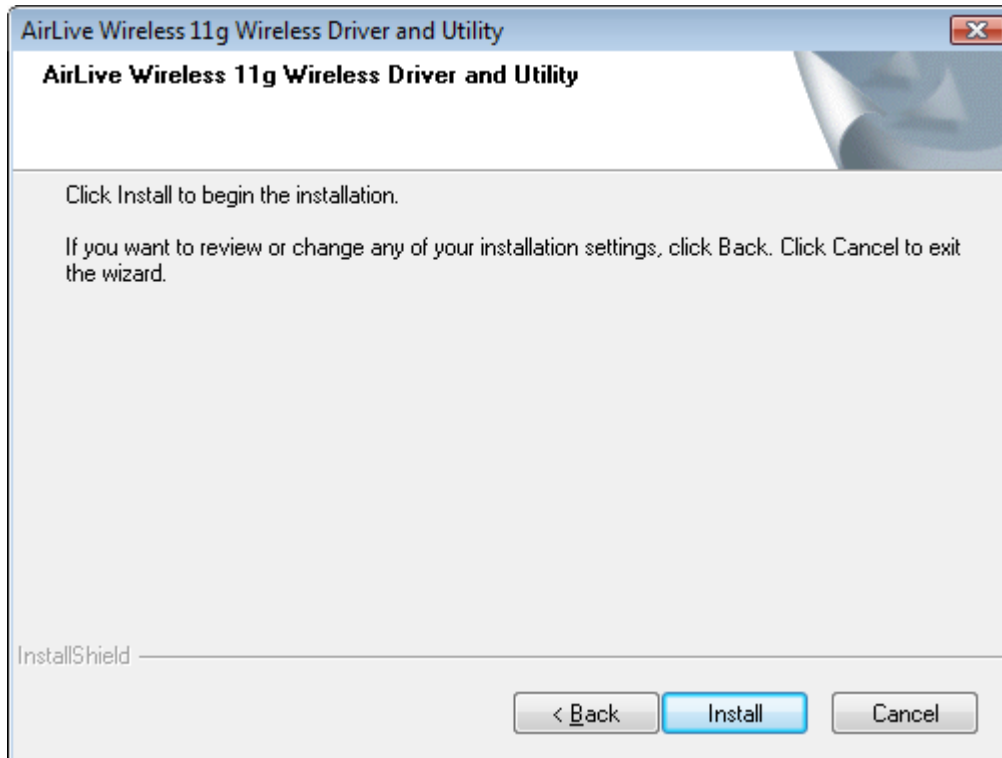 AirLive Wireless 11g Wireless Driver and Utility
AirLive Wireless 11g Wireless Driver and Utility
Click Install to begin the installation.
If you want to review or change any of your installation settings, click Back. Click Cancel to exit
the wizard.
InstallShield
< Back
Install
Cancel